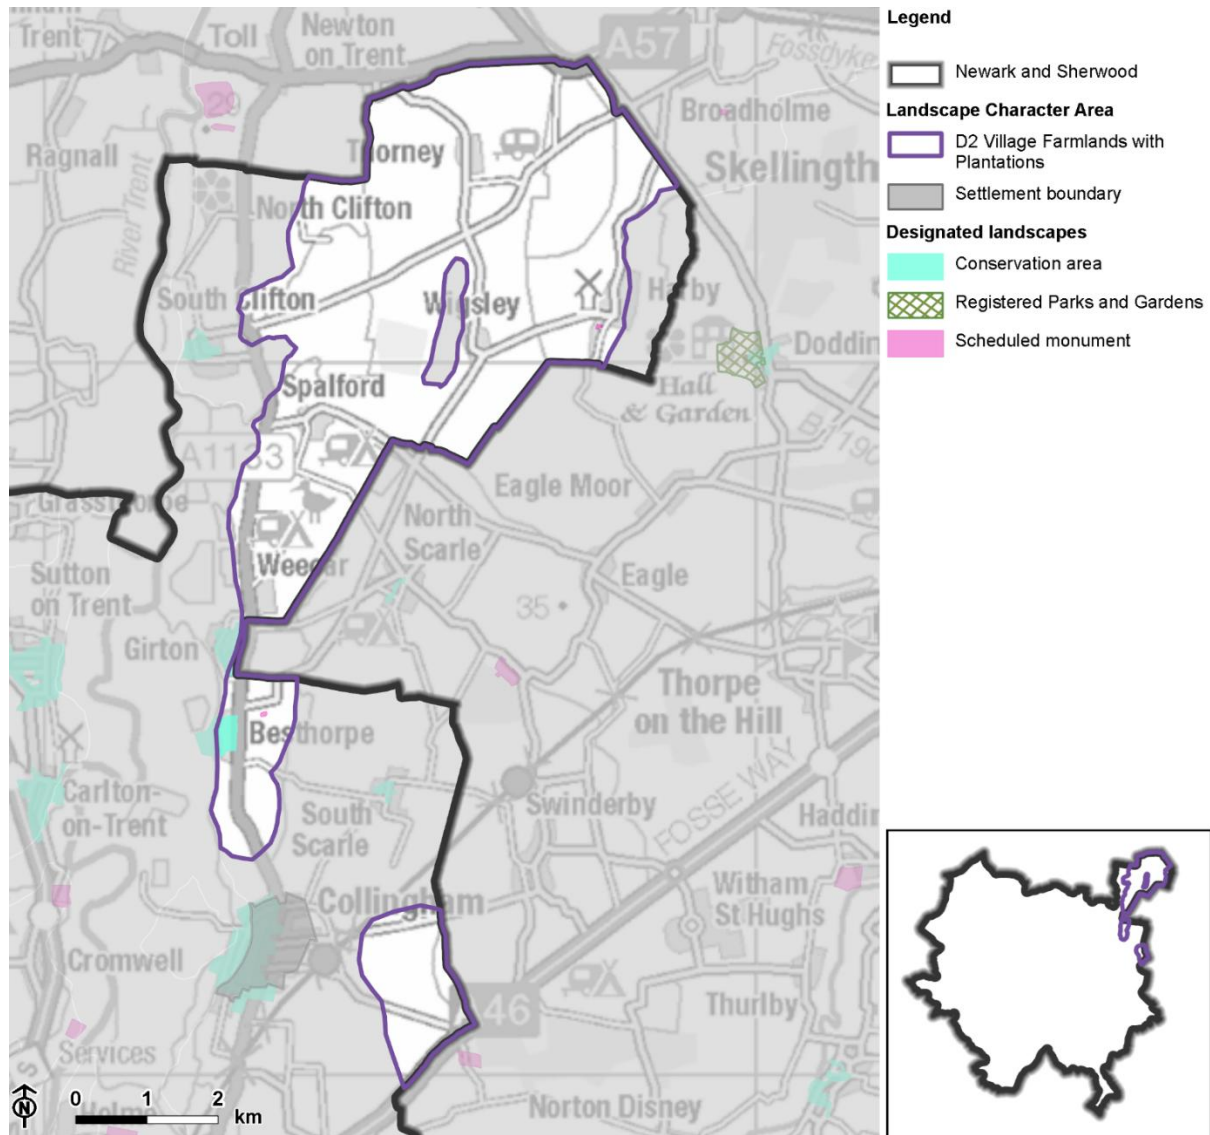 Trent
Toll
Newton
on Trent
A57
Fossdyke
29
Broadholme
Ragnall
Thorney
Skellingth
River Trent
North Clifton
South Clifton
Wigsley
Harby
Doddin
Spalford
Hall
& Garden
A1133
Eagle Moor
North
Scarle
Weecar
Eagle
Sutton
on Trent
35
Girton
Thorpe
on the Hill
Besthorpe
Carlton-
on-Trent
South
Scarle
Swinderby
FOSSE WAY
Haddin
Collingham
Witham
St Hughs
Cromwell
46
Thurlby
Services
Norton Disney
Holme
N
0 1 2
km
Legend
Newark and Sherwood
Landscape Character Area
D2 Village Farmlands with
Plantations
Settlement boundary
Designated landscapes
Conservation area
Registered Parks and Gardens
Scheduled monument